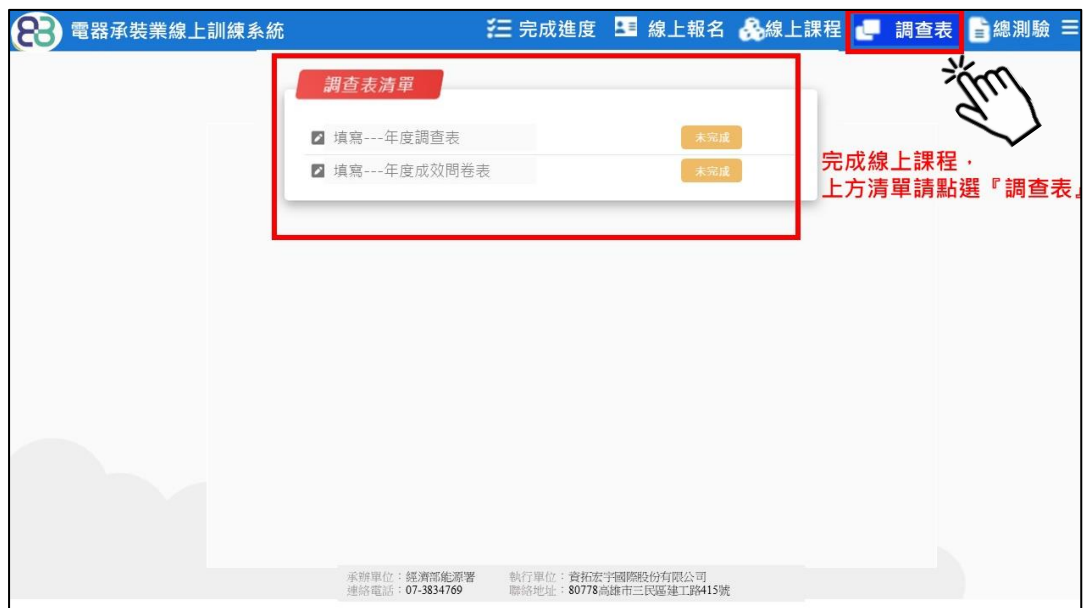 電器承裝業線上訓練系統 完成進度 線上報名 線上課程 調查表 總測驗
調查表清單
填寫---年度調查表 未完成
填寫---年度成效問卷表 未完成
完成線上課程，
上方清單請點選『調查表』
承辦單位：經濟部能源署 執行單位：資拓宏宇國際股份有限公司
連絡電話：07-3834769 聯絡地址：80778高雄市三民區建工路415號